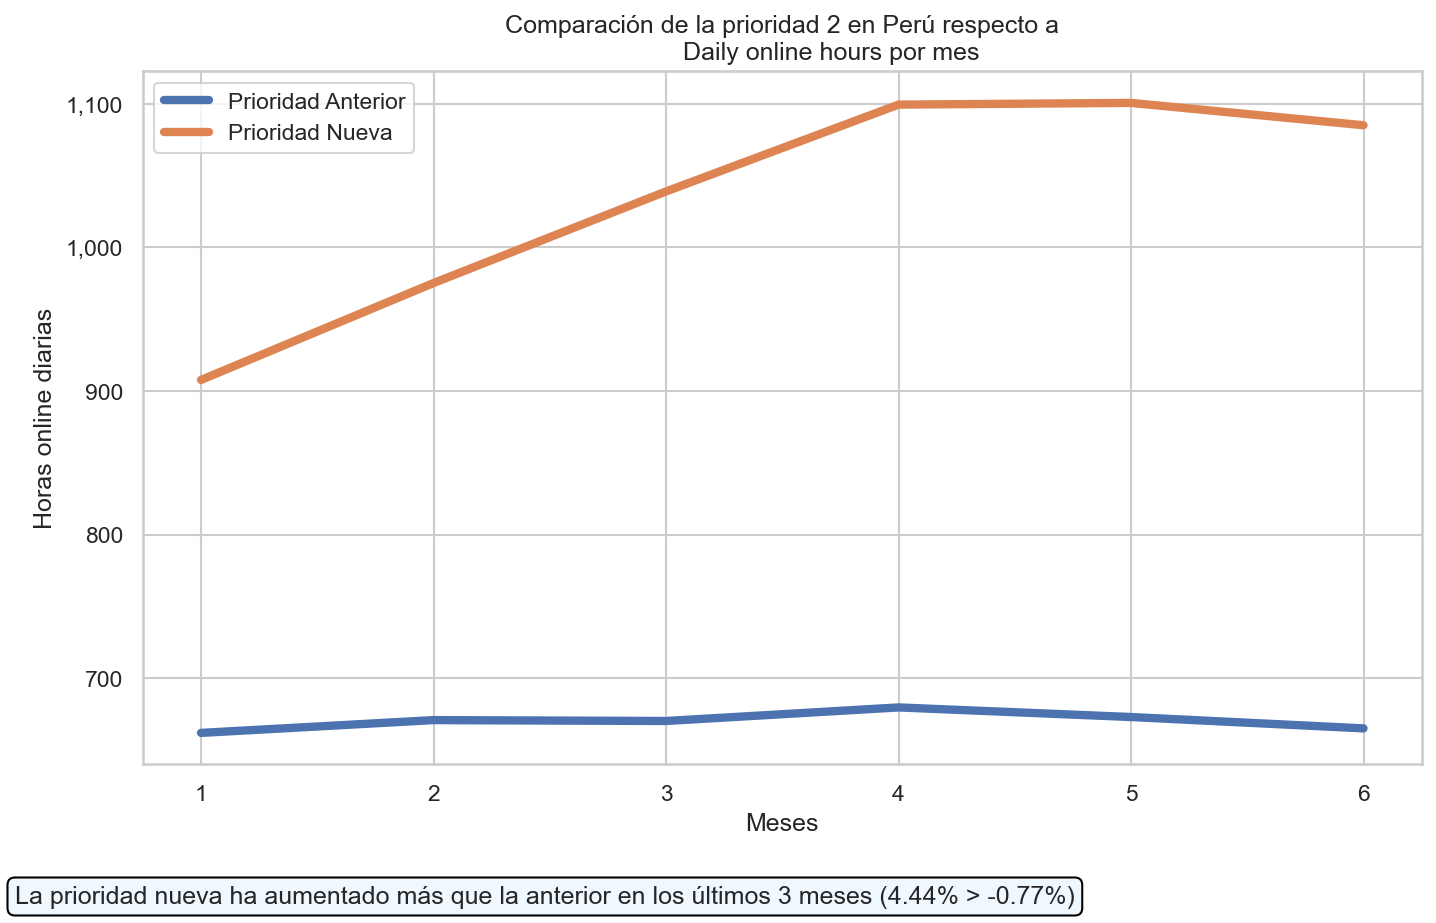 Comparación de la prioridad 2 en Perú respecto a
Daily online hours por mes
Prioridad Anterior
Prioridad Nueva
1,100
1,000
900
800
700
Horas online diarias
1 2 3 4 5 6
Meses
La prioridad nueva ha aumentado más que la anterior en los últimos 3 meses (4.44% > -0.77%)